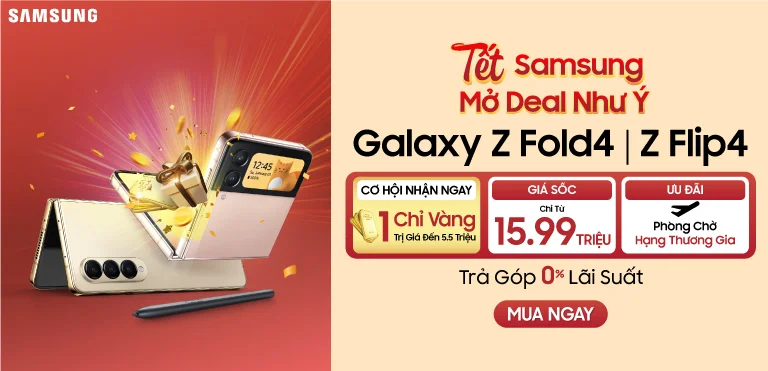 SAMSUNG
Tết Samsung
Mở Deal Như Ý
Galaxy Z Fold4 | Z Flip4
CƠ HỘI NHẬN NGAY
1 Chỉ Vàng
Trị Giá Đến 5.5 Triệu
GIÁ SỐC
Chỉ Từ
15.99 TRIỆU
ƯU ĐÃI
Phòng Chờ
Hạng Thương Gia
Trả Góp 0% Lãi Suất
MUA NGAY
12:45